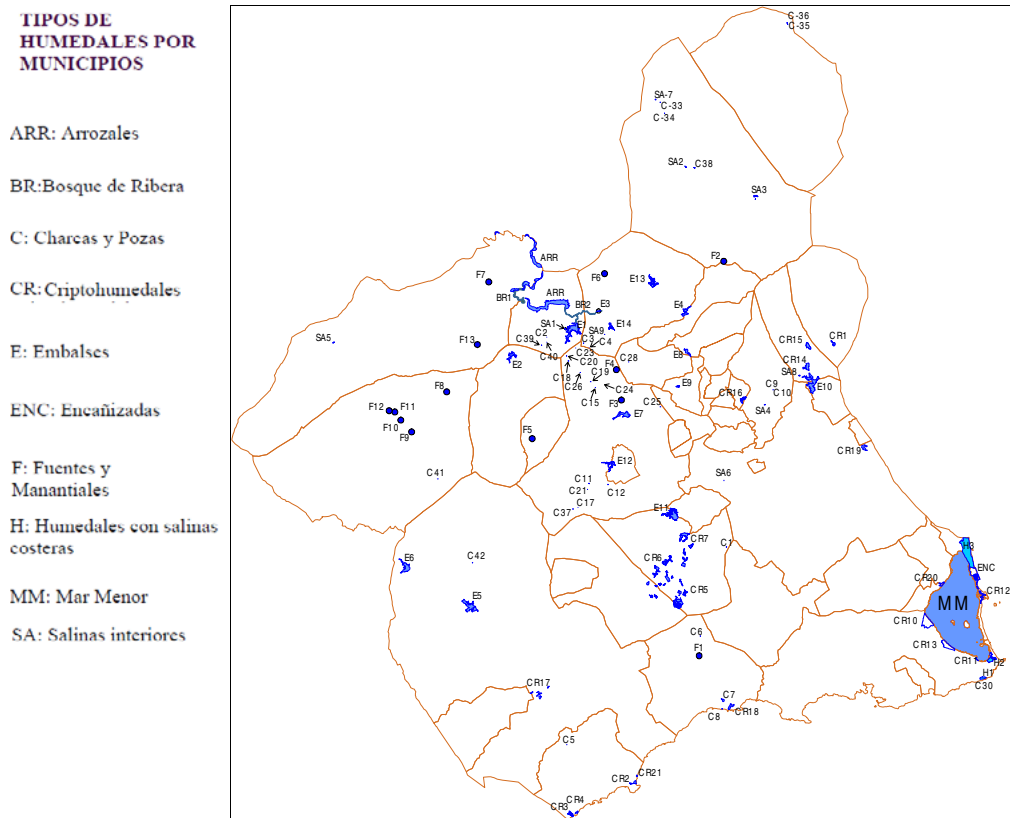 TIPOS DE
HUMEDALES POR
MUNICIPIOS
ARR: Arrozales
BR:Bosque de Ribera
C: Charcas y Pozas
CR:Criptohumedales
E: Embalses
ENC: Encañizadas
F: Fuentes y
Manantiales
H: Humedales con salinas
costeras
MM: Mar Menor
SA: Salinas interiores
C-36
C-35
SA-7
C-33
C-34
SA2
C38
SA3
ARR
F2
F7
F6
E13
BR1
ARR
BR2
E3
E4
SA1
E1
SA9
E14
C2
C3
C4
C39
C40
C23
C20
C28
SA5
F13
E2
F4
E8
CR15
CR1
CR14
SA8
E10
C18
C26
C19
C24
C15
F3
E7
C25
E9
CR16
C9
C10
SA4
F8
F12
F11
F10
F9
F5
CR19
C41
E12
C11
C21
C12
C17
C37
SA6
E11
CR7
C1
CR6
CR5
E6
C42
E5
H3
ENC
CR20
CR12
MM
CR10
CR13
CR11
H2
H1
C30
C6
F1
CR17
C7
C8
CR18
C5
CR2
CR21
CR4
CR3